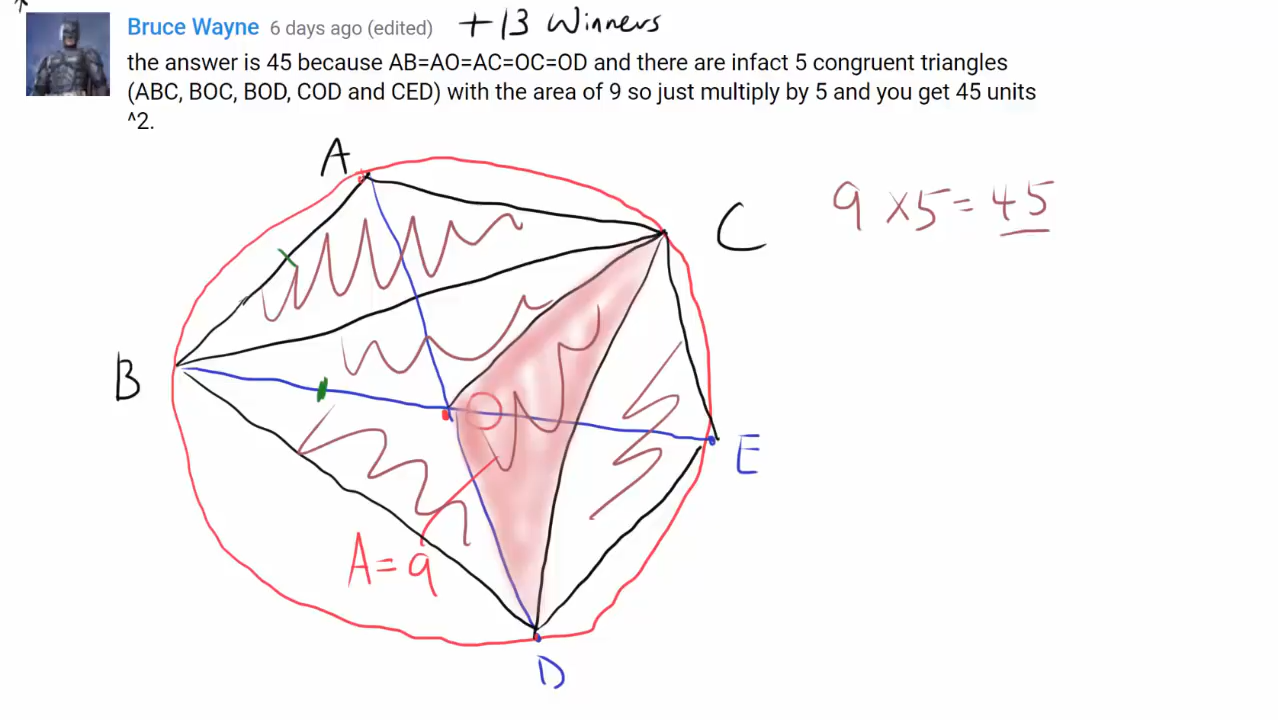 Bruce Wayne 6 days ago (edited) +13 Winners
the answer is 45 because AB=AO=AC=OC=OD and there are infact 5 congruent triangles
(ABC, BOC, BOD, COD and CED) with the area of 9 so just multiply by 5 and you get 45 units
^2.
A
C
9 x5=45
B
O
E
A=9
D